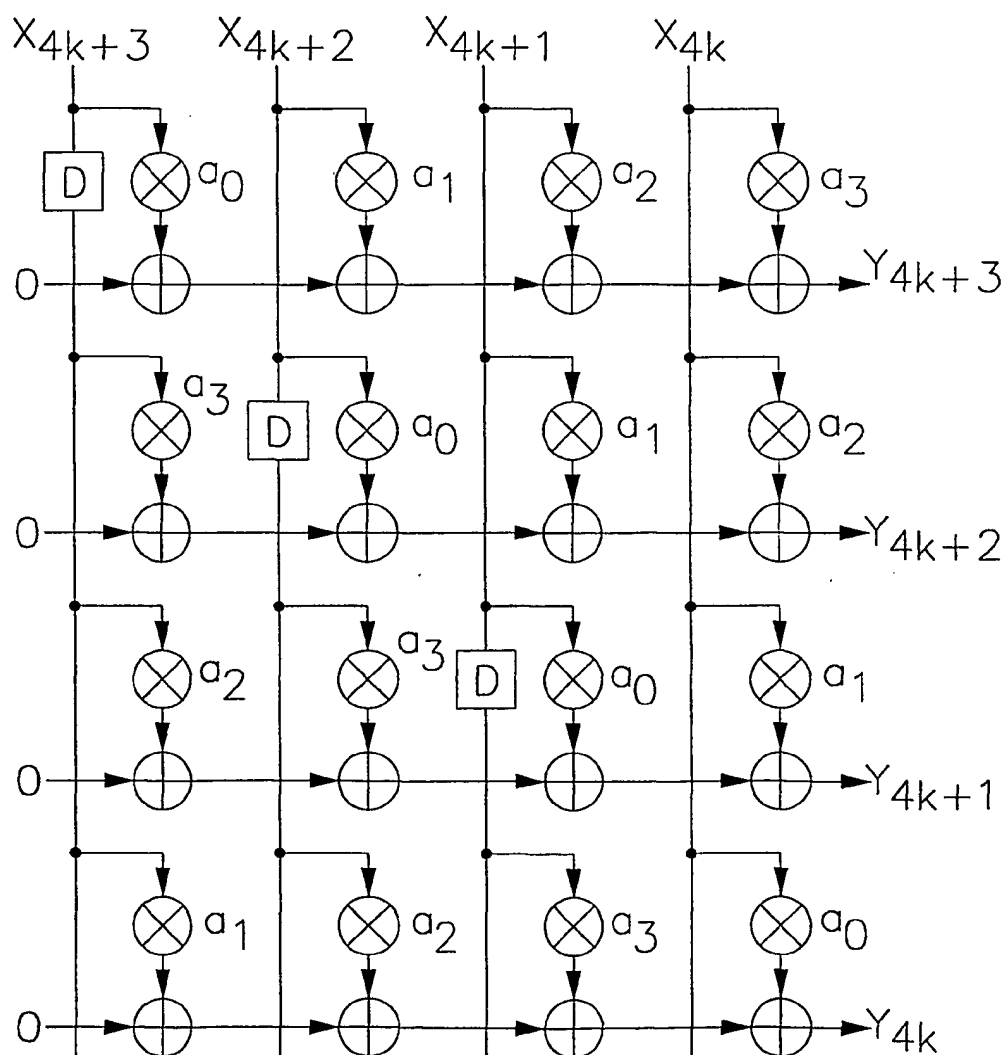 X4k+3 X4k+2 X4k+1 X4k
D a0 a1 a2 a3
0 Y4k+3
a3 D a0 a1 a2
0 Y4k+2
a2 a3 D a0 a1
0 Y4k+1
a1 a2 a3 a0
0 Y4k